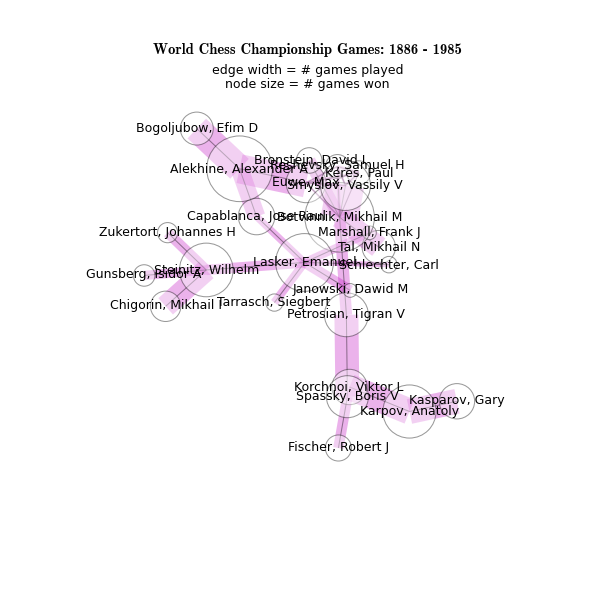 World Chess Championship Games: 1886 - 1985
edge width = # games played
node size = # games won
Bogoljubow, Efim D
Bronstein, David I
Reshevsky, Samuel H
Alekhine, Alexander A
Keres, Paul
Euwe, Max
Smyslov, Vassily V
Capablanca, Jose Raul
Botvinnik, Mikhail M
Zukertort, Johannes H
Marshall, Frank J
Tal, Mikhail N
Lasker, Emanuel
Schlechter, Carl
Steinitz, Wilhelm
Gunsberg, Isidor A
Janowski, Dawid M
Tarrasch, Siegbert
Chigorin, Mikhail I
Petrosian, Tigran V
Korchnoi, Viktor L
Spassky, Boris V
Kasparov, Gary
Karpov, Anatoly
Fischer, Robert J